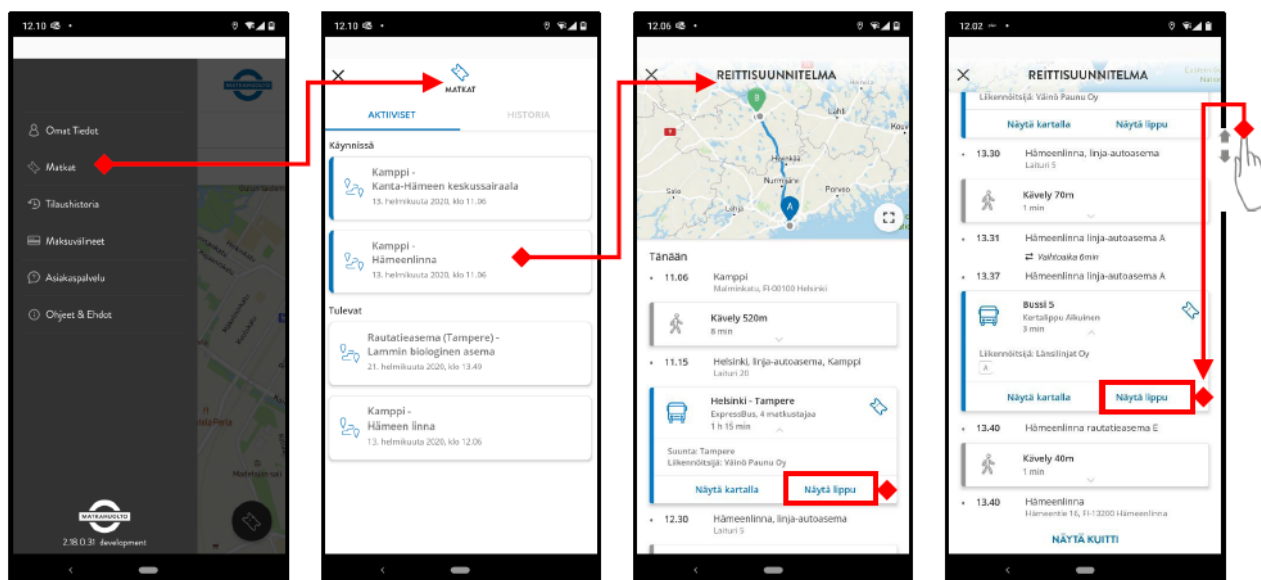 12.10
MATKAHUOLTO
Omat Tiedot
Matkat
Tilaushistoria
Maksuvälineet
Asiakaspalvelu
Ohjeet & Ehdot
MATKAHUOLTO
2.18.0.31 development
12.10
MATKAT
AKTIIVISET
HISTORIA
Käynnissä
Kamppi -
Kanta-Hämeen keskussairaala
13. helmikuuta 2020, klo 11.06
Kamppi -
Hämeenlinna
13. helmikuuta 2020, klo 11.06
Tulevat
Rautatieasema (Tampere) -
Lammin biologinen asema
21. helmikuuta 2020, klo 13.49
Kamppi -
Hämeen linna
13. helmikuuta 2020, klo 12.06
12.06
REITTISUUNNITELMA
B
Lahti
Salo
Lohja
Porvoo
A
Tänään
11.06 Kamppi
Malminkatu, FI-00100 Helsinki
Kävely 520m
8 min
11.15 Helsinki, linja-autoasema, Kamppi
Laituri 20
Helsinki - Tampere
ExpressBus, 4 matkustajaa
1 h 15 min
Suunta: Tampere
Liikennöitsijä: Väinö Paunu Oy
Näytä kartalla Näytä lippu
12.30 Hämeenlinna, linja-autoasema
Laituri 5
12.02
REITTISUUNNITELMA
Liikennöitsijä: Väinö Paunu Oy
Näytä kartalla Näytä lippu
13.30 Hämeenlinna, linja-autoasema
Laituri 5
Kävely 70m
1 min
13.31 Hämeenlinna linja-autoasema A
Vaihtoaika 6min
13.37 Hämeenlinna linja-autoasema A
Bussi 5
Kertalippu Aikuinen
3 min
Liikennöitsijä: Länsilinjat Oy
A
Näytä kartalla Näytä lippu
13.40 Hämeenlinna rautatieasema E
Kävely 40m
1 min
13.40 Hämeenlinna
Hämeentie 16, FI-13200 Hämeenlinna
NÄYTÄ KUITTI